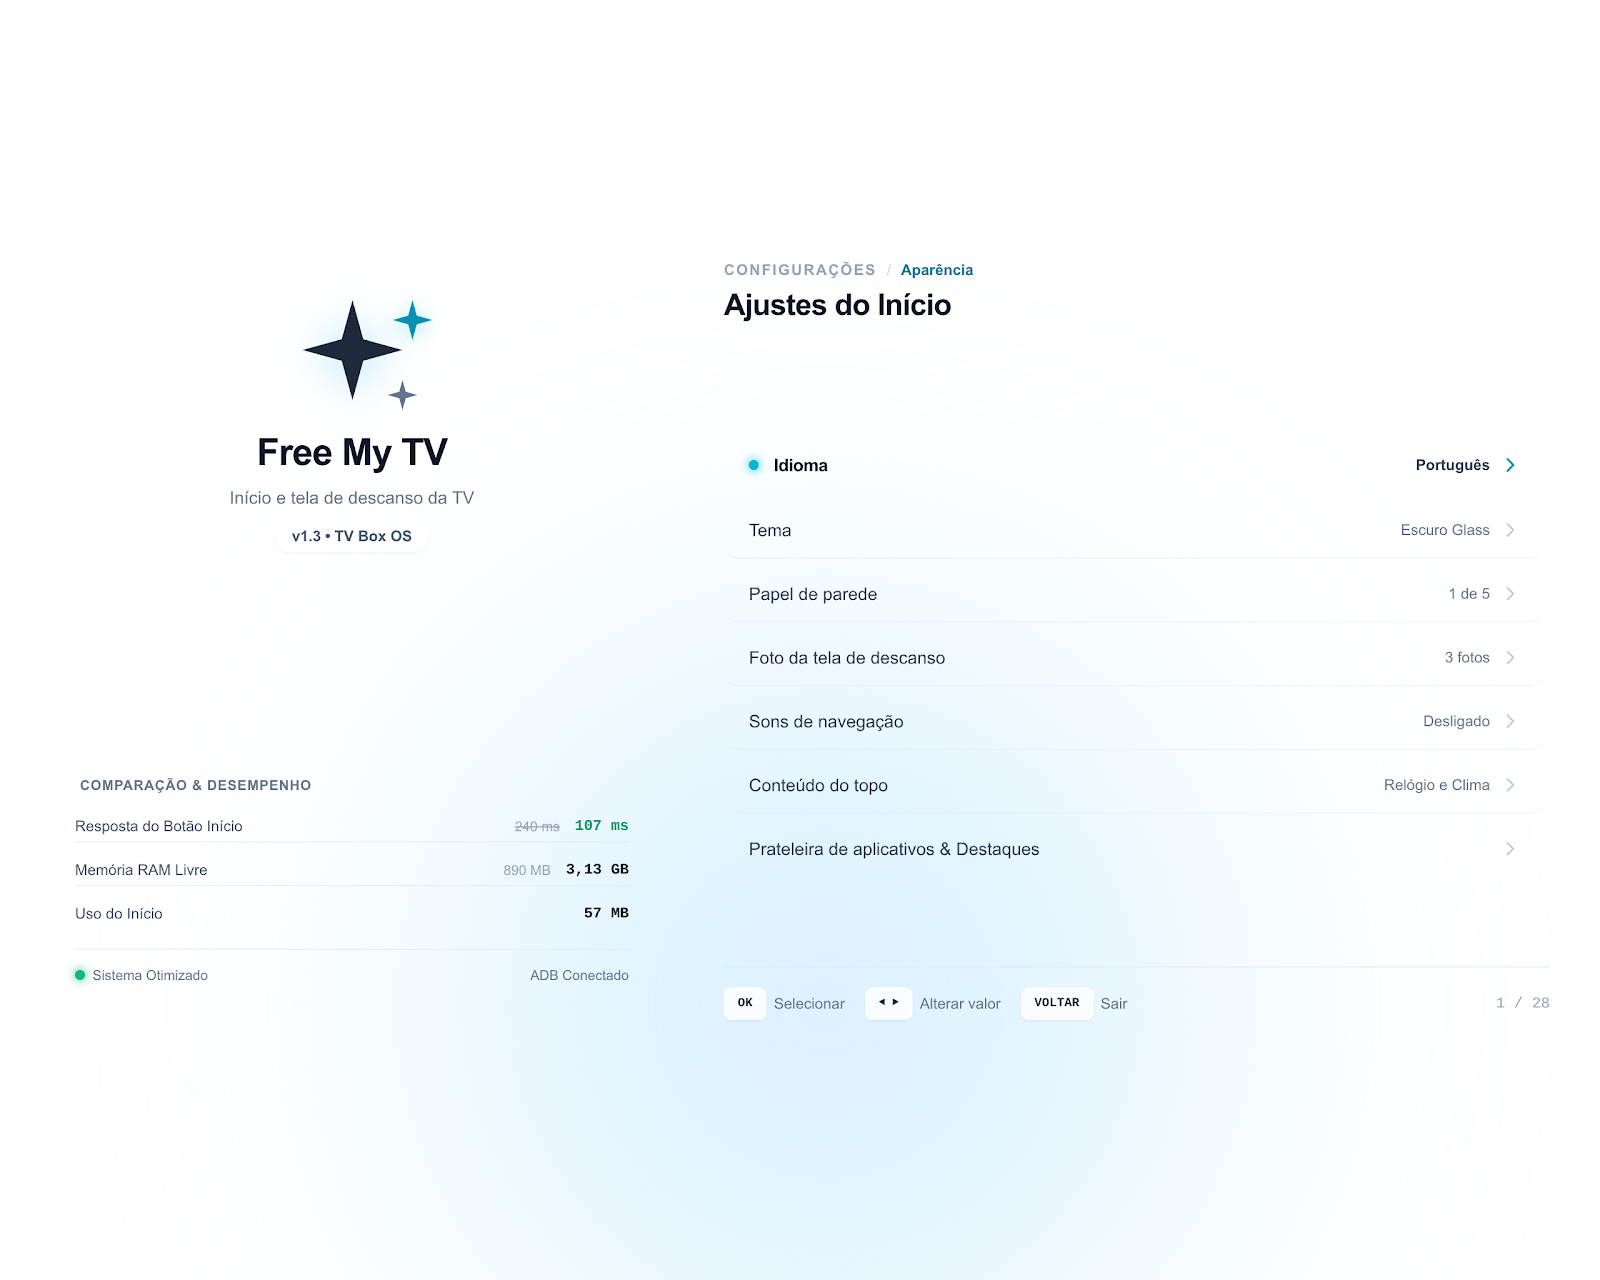 Free My TV
Início e tela de descanso da TV
v1.3 • TV Box OS
COMPARAÇÃO & DESEMPENHO
Resposta do Botão Início 240 ms 107 ms
Memória RAM Livre 890 MB 3,13 GB
Uso do Início 57 MB
Sistema Otimizado ADB Conectado
CONFIGURAÇÕES / Aparência
Ajustes do Início
Idioma Português
Tema Escuro Glass
Papel de parede 1 de 5
Foto da tela de descanso 3 fotos
Sons de navegação Desligado
Conteúdo do topo Relógio e Clima
Prateleira de aplicativos & Destaques
OK Selecionar ◄ ► Alterar valor VOLTAR Sair 1 / 28